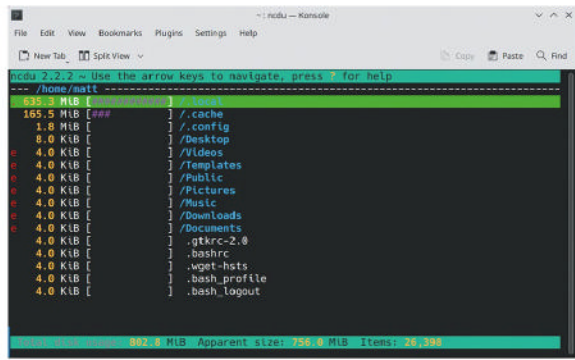 ~ : ncdu — Konsole
File Edit View Bookmarks Plugins Settings Help
New Tab Split View Copy Paste Find
ncdu 2.2.2 ~ Use the arrow keys to navigate, press ? for help
--- /home/matt ---
635.3 MiB [############] /.local
165.5 MiB [### ] /.cache
1.8 MiB [ ] /.config
8.0 KiB [ ] /Desktop
e 4.0 KiB [ ] /Videos
e 4.0 KiB [ ] /Templates
e 4.0 KiB [ ] /Public
e 4.0 KiB [ ] /Pictures
e 4.0 KiB [ ] /Music
e 4.0 KiB [ ] /Downloads
e 4.0 KiB [ ] /Documents
4.0 KiB [ ] .gtkrc-2.0
4.0 KiB [ ] .bashrc
4.0 KiB [ ] .wget-hsts
4.0 KiB [ ] .bash_profile
4.0 KiB [ ] .bash_logout
Total disk usage: 802.8 MiB Apparent size: 756.0 MiB Items: 26,398